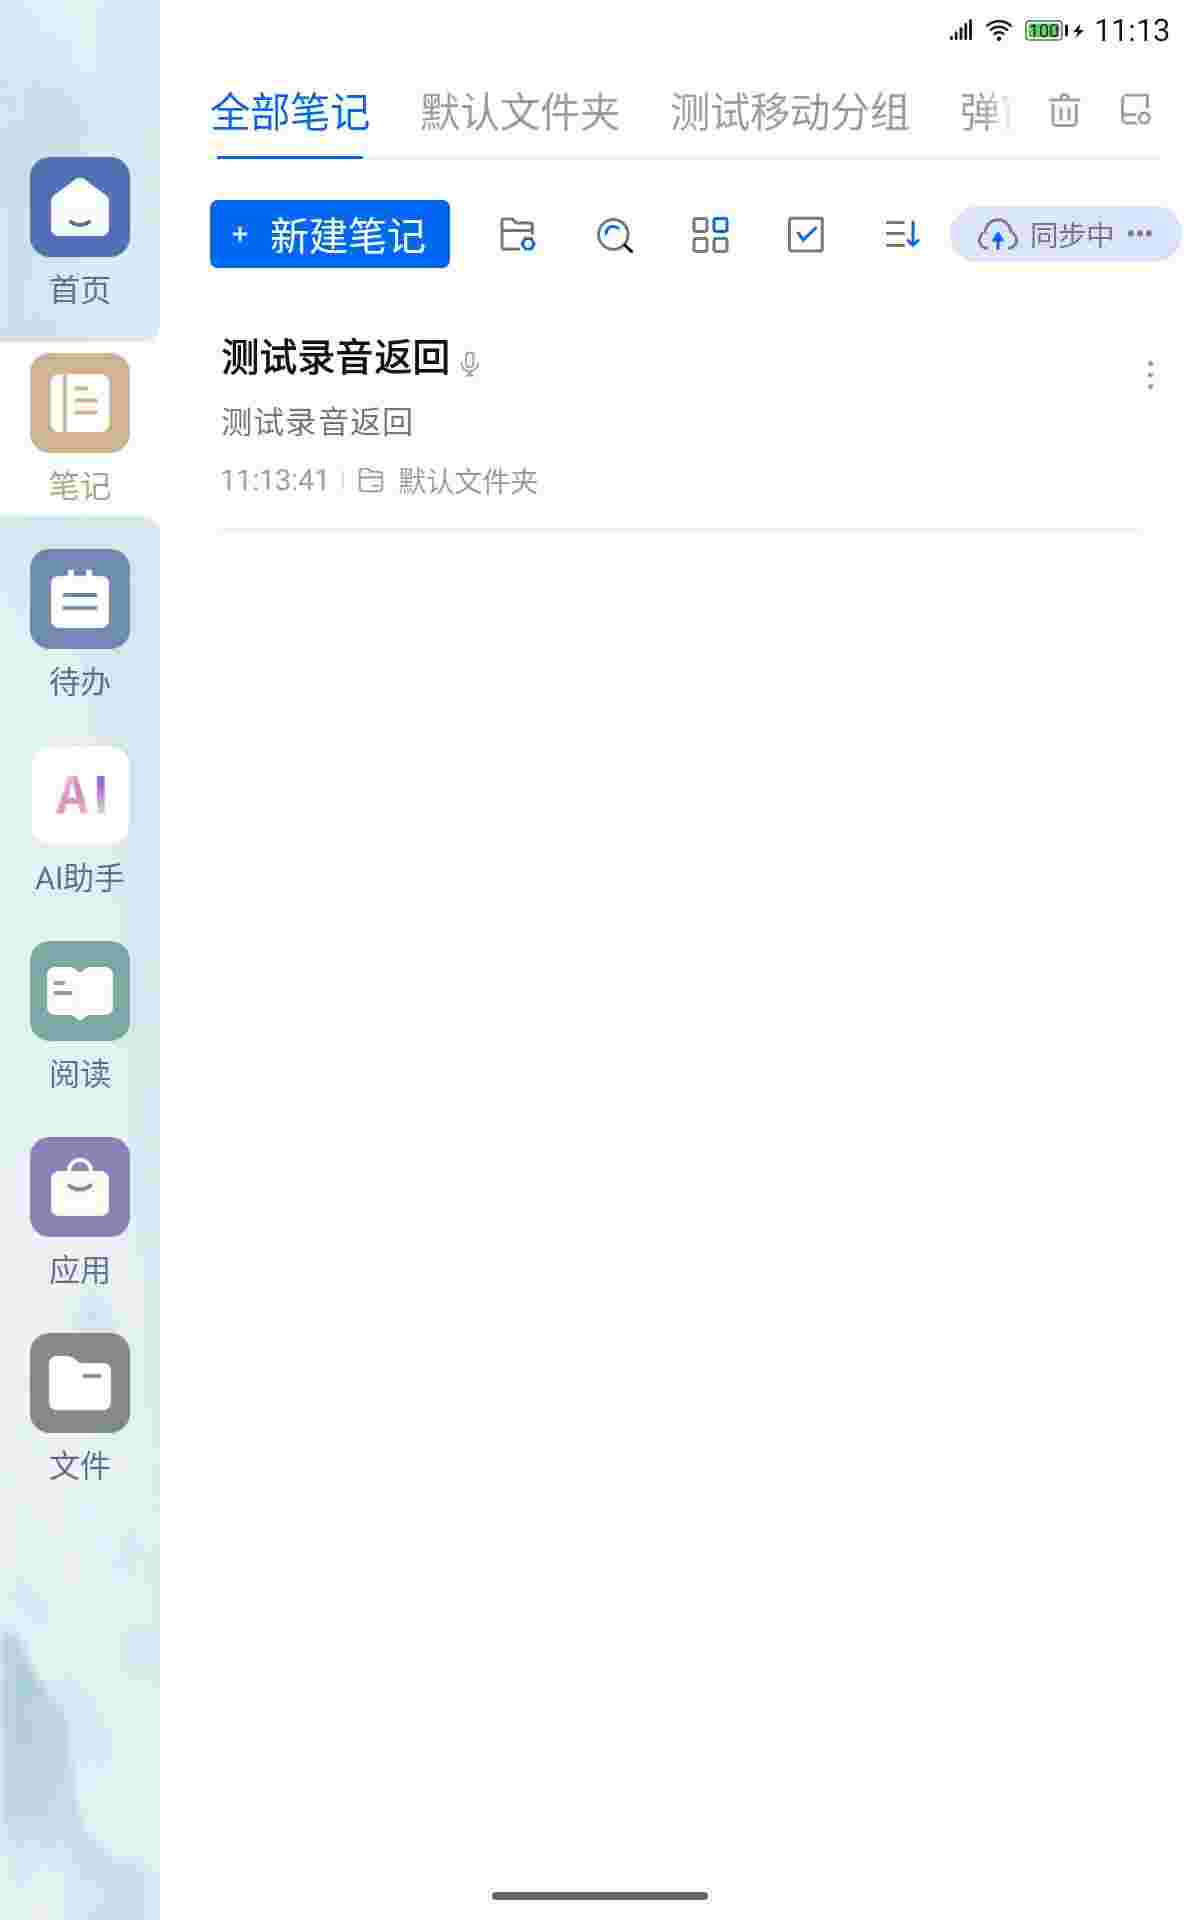 100 11:13
全部笔记 默认文件夹 测试移动分组 弹
+ 新建笔记 同步中 •••
首页
测试录音返回
测试录音返回
11:13:41 默认文件夹
笔记
待办
AI
AI助手
阅读
应用
文件